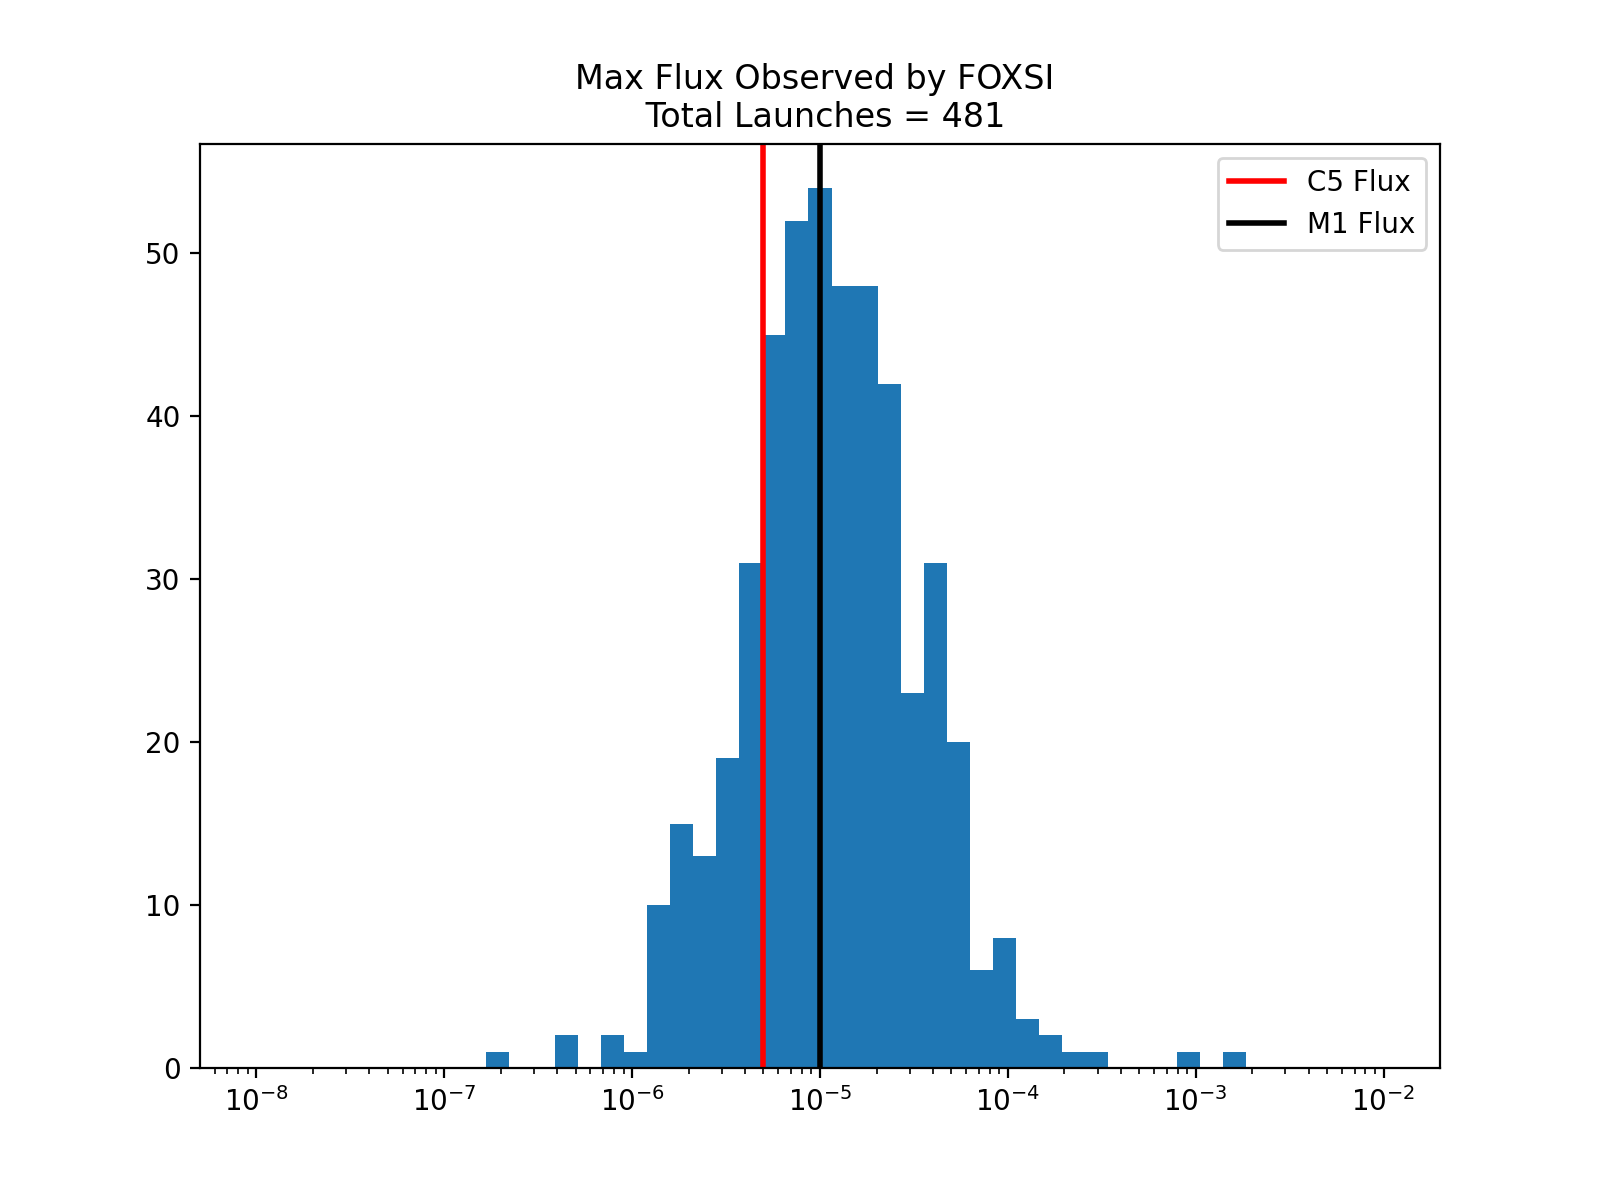 Max Flux Observed by FOXSI
Total Launches = 481
C5 Flux
M1 Flux
50
40
30
20
10
0
10⁻⁸ 10⁻⁷ 10⁻⁶ 10⁻⁵ 10⁻⁴ 10⁻³ 10⁻²